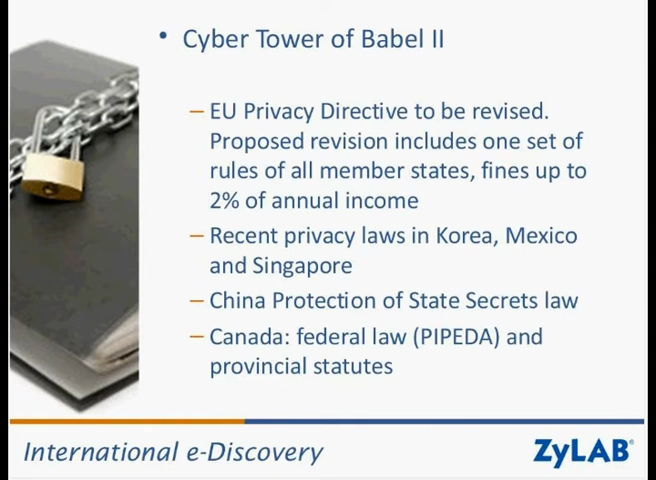 • Cyber Tower of Babel II
– EU Privacy Directive to be revised.
Proposed revision includes one set of
rules of all member states, fines up to
2% of annual income
– Recent privacy laws in Korea, Mexico
and Singapore
– China Protection of State Secrets law
– Canada: federal law (PIPEDA) and
provincial statutes
International e-Discovery
ZyLAB®